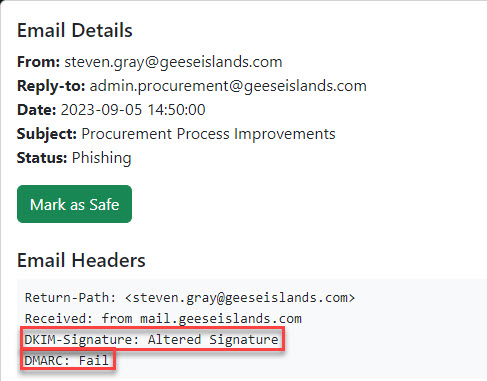 Email Details
From: steven.gray@geeseislands.com
Reply-to: admin.procurement@geeseislands.com
Date: 2023-09-05 14:50:00
Subject: Procurement Process Improvements
Status: Phishing
Mark as Safe
Email Headers
Return-Path: <steven.gray@geeseislands.com>
Received: from mail.geeseislands.com
DKIM-Signature: Altered Signature
DMARC: Fail